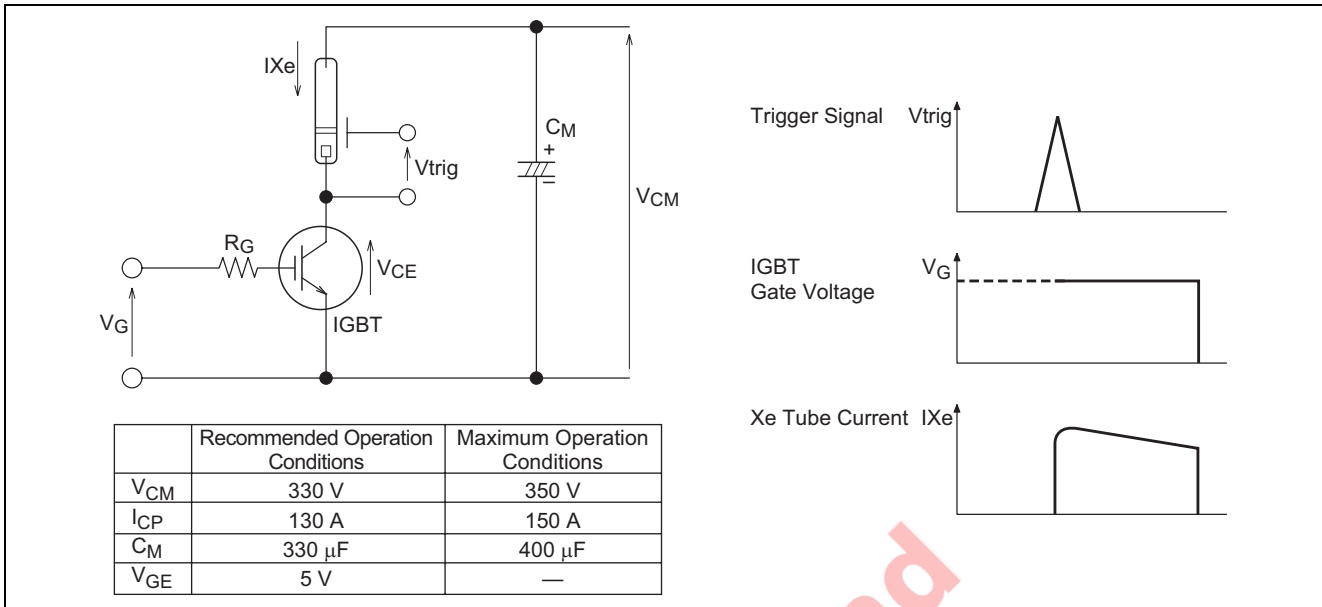 IXe
Vtrig
CM
+
–
VCM
RG
VCE
IGBT
VG
Recommended Operation Conditions
Maximum Operation Conditions
VCM 330 V 350 V
ICP 130 A 150 A
CM 330 μF 400 μF
VGE 5 V —
Trigger Signal Vtrig
IGBT
Gate Voltage
VG
Xe Tube Current IXe